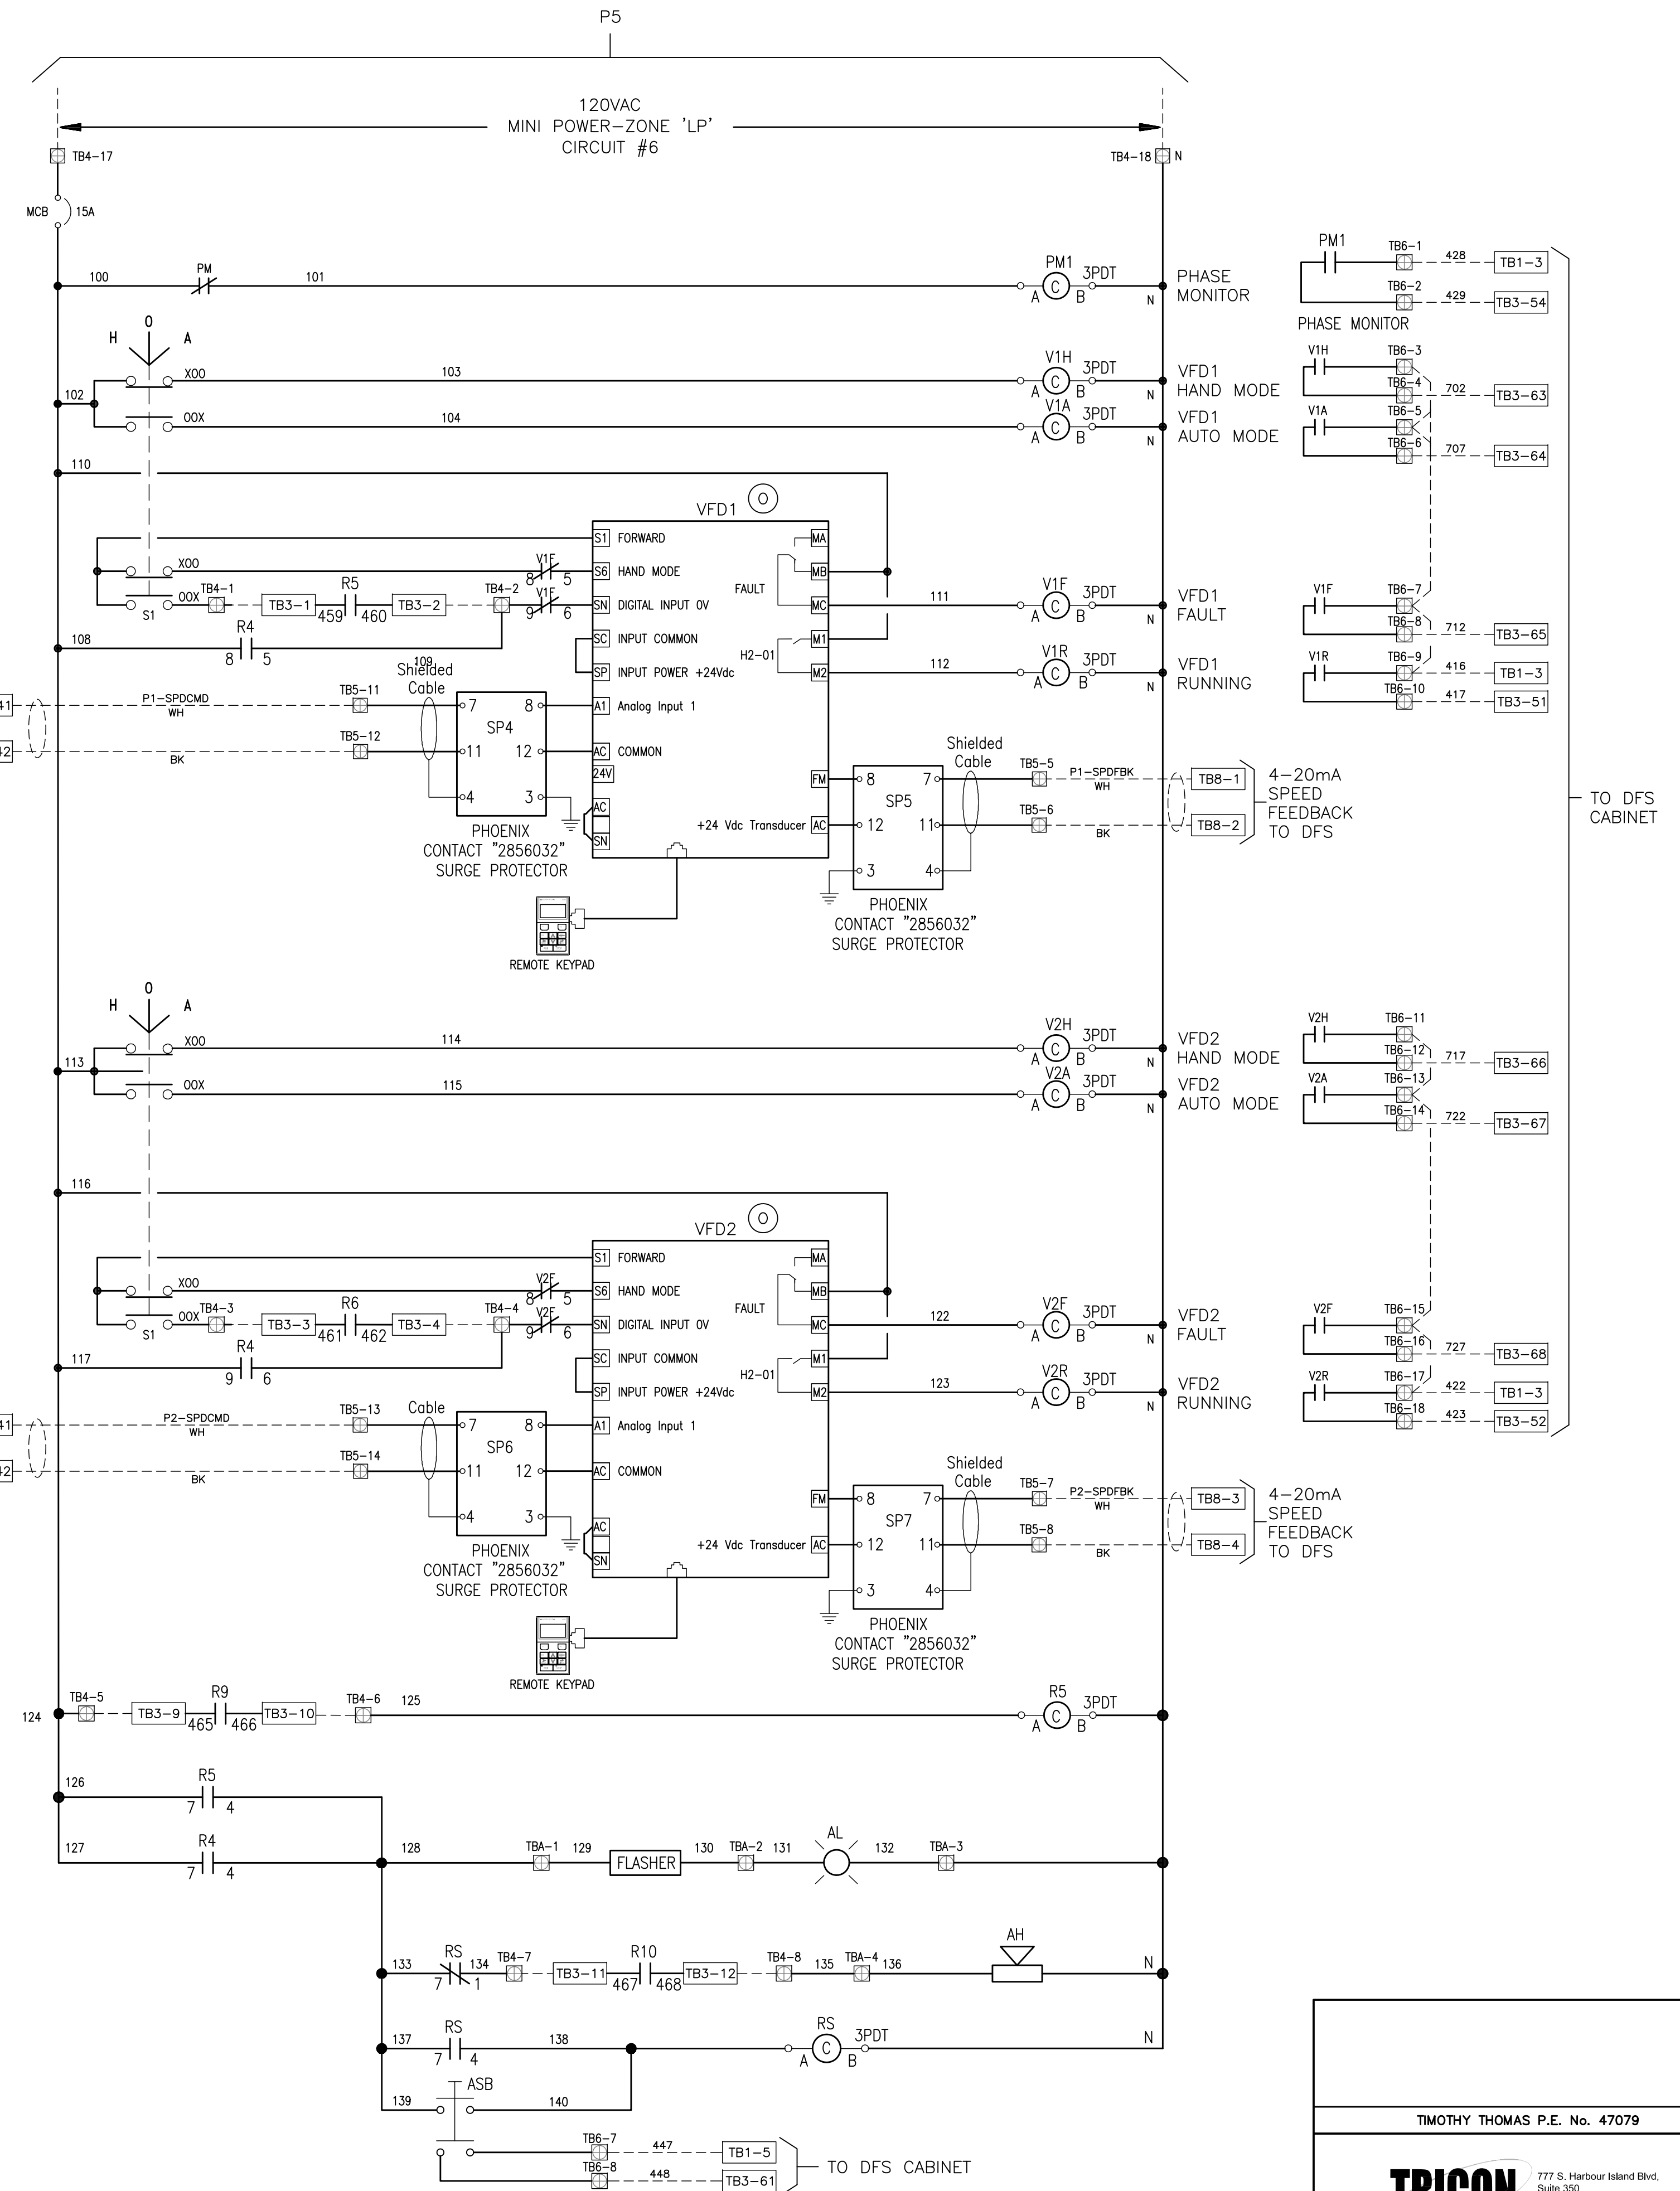 P5
120VAC
MINI POWER-ZONE 'LP'
CIRCUIT #6
TB4-17
TB4-18 N
MCB 15A
100 PM 101 PM1 3PDT A C B N
PHASE
MONITOR
PM1 TB6-1 428 TB1-3
TB6-2 429 TB3-54
PHASE MONITOR
H O A
102 X00 103 V1H 3PDT A C B N
VFD1
HAND MODE
V1H TB6-3
TB6-4 702 TB3-63
00X 104 V1A 3PDT A C B N
VFD1
AUTO MODE
V1A TB6-5
TB6-6 707 TB3-64
110
VFD1 O
S1 FORWARD MA
X00 V1F 8 5 S6 HAND MODE MB
FAULT
S1 00X TB4-1 TB3-1 459 R5 460 TB3-2 TB4-2 V1F 9 6 SN DIGITAL INPUT 0V MC 111 V1F 3PDT A C B N
VFD1
FAULT
V1F TB6-7
TB6-8 712 TB3-65
108 R4 8 5 109 SC INPUT COMMON M1
H2-01
SP INPUT POWER +24Vdc M2 112 V1R 3PDT A C B N
VFD1
RUNNING
V1R TB6-9 416 TB1-3
TB6-10 417 TB3-51
Shielded
Cable
41 P1-SPDCMD WH TB5-11 7 8 A1 Analog Input 1
SP4
42 BK TB5-12 11 12 AC COMMON
24V
4 3 AC
SN
PHOENIX
CONTACT "2856032"
SURGE PROTECTOR
Shielded
Cable
FM 8 7 TB5-5 P1-SPDFBK WH TB8-1
SP5
+24 Vdc Transducer AC 12 11 TB5-6 BK TB8-2
3 4
4-20mA
SPEED
FEEDBACK
TO DFS
TO DFS
CABINET
PHOENIX
CONTACT "2856032"
SURGE PROTECTOR
REMOTE KEYPAD
H O A
113 X00 114 V2H 3PDT A C B N
VFD2
HAND MODE
V2H TB6-11
TB6-12 717 TB3-66
00X 115 V2A 3PDT A C B N
VFD2
AUTO MODE
V2A TB6-13
TB6-14 722 TB3-67
116
VFD2 O
S1 FORWARD MA
X00 V2F 8 5 S6 HAND MODE MB
FAULT
S1 00X TB4-3 TB3-3 461 R6 462 TB3-4 TB4-4 V2F 9 6 SN DIGITAL INPUT 0V MC 122 V2F 3PDT A C B N
VFD2
FAULT
V2F TB6-15
TB6-16 727 TB3-68
117 R4 9 6 SC INPUT COMMON M1
H2-01
SP INPUT POWER +24Vdc M2 123 V2R 3PDT A C B N
VFD2
RUNNING
V2R TB6-17 422 TB1-3
TB6-18 423 TB3-52
Cable
41 P2-SPDCMD WH TB5-13 7 8 A1 Analog Input 1
SP6
42 BK TB5-14 11 12 AC COMMON
4 3 AC
SN
PHOENIX
CONTACT "2856032"
SURGE PROTECTOR
Shielded
Cable
FM 8 7 TB5-7 P2-SPDFBK WH TB8-3
SP7
+24 Vdc Transducer AC 12 11 TB5-8 BK TB8-4
3 4
4-20mA
SPEED
FEEDBACK
TO DFS
PHOENIX
CONTACT "2856032"
SURGE PROTECTOR
REMOTE KEYPAD
124 TB4-5 TB3-9 465 R9 466 TB3-10 TB4-6 125 R5 3PDT A C B
126 R5 7 4
127 R4 7 4 128 TBA-1 129 FLASHER 130 TBA-2 131 AL 132 TBA-3
133 RS 7 1 134 TB4-7 TB3-11 467 R10 468 TB3-12 TB4-8 135 TBA-4 136 AH N
137 RS 7 4 138 RS 3PDT A C B N
139 ASB 140
TB6-7 447 TB1-5
TB6-8 448 TB3-61
TO DFS CABINET
TIMOTHY THOMAS P.E. No. 47079
TRICON
777 S. Harbour Island Blvd,
Suite 350